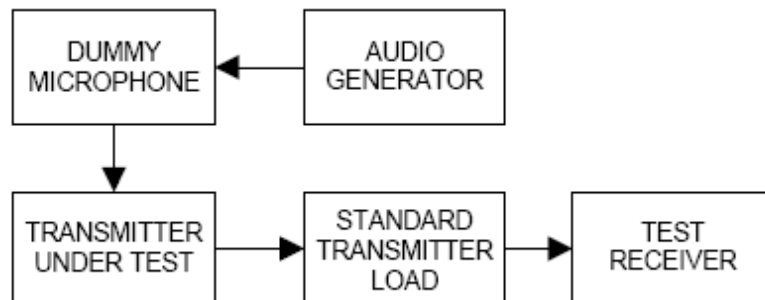 DUMMY
MICROPHONE
AUDIO
GENERATOR
TRANSMITTER
UNDER TEST
STANDARD
TRANSMITTER
LOAD
TEST
RECEIVER